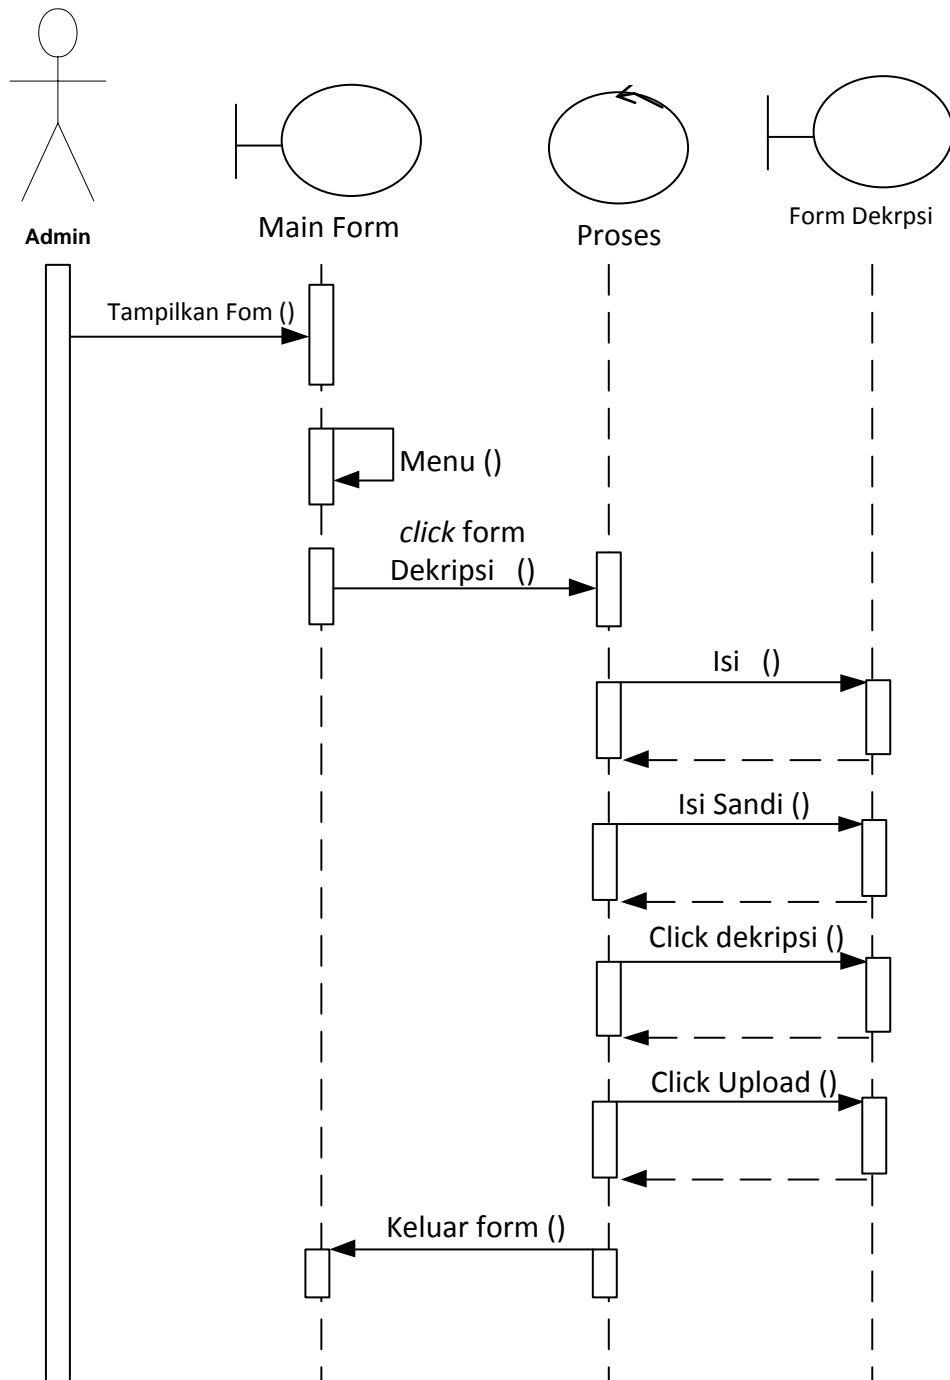 Admin
Main Form
Proses
Form Dekrpsi
Tampilkan Fom ()
Menu ()
click form
Dekripsi ()
Isi ()
Isi Sandi ()
Click dekripsi ()
Click Upload ()
Keluar form ()